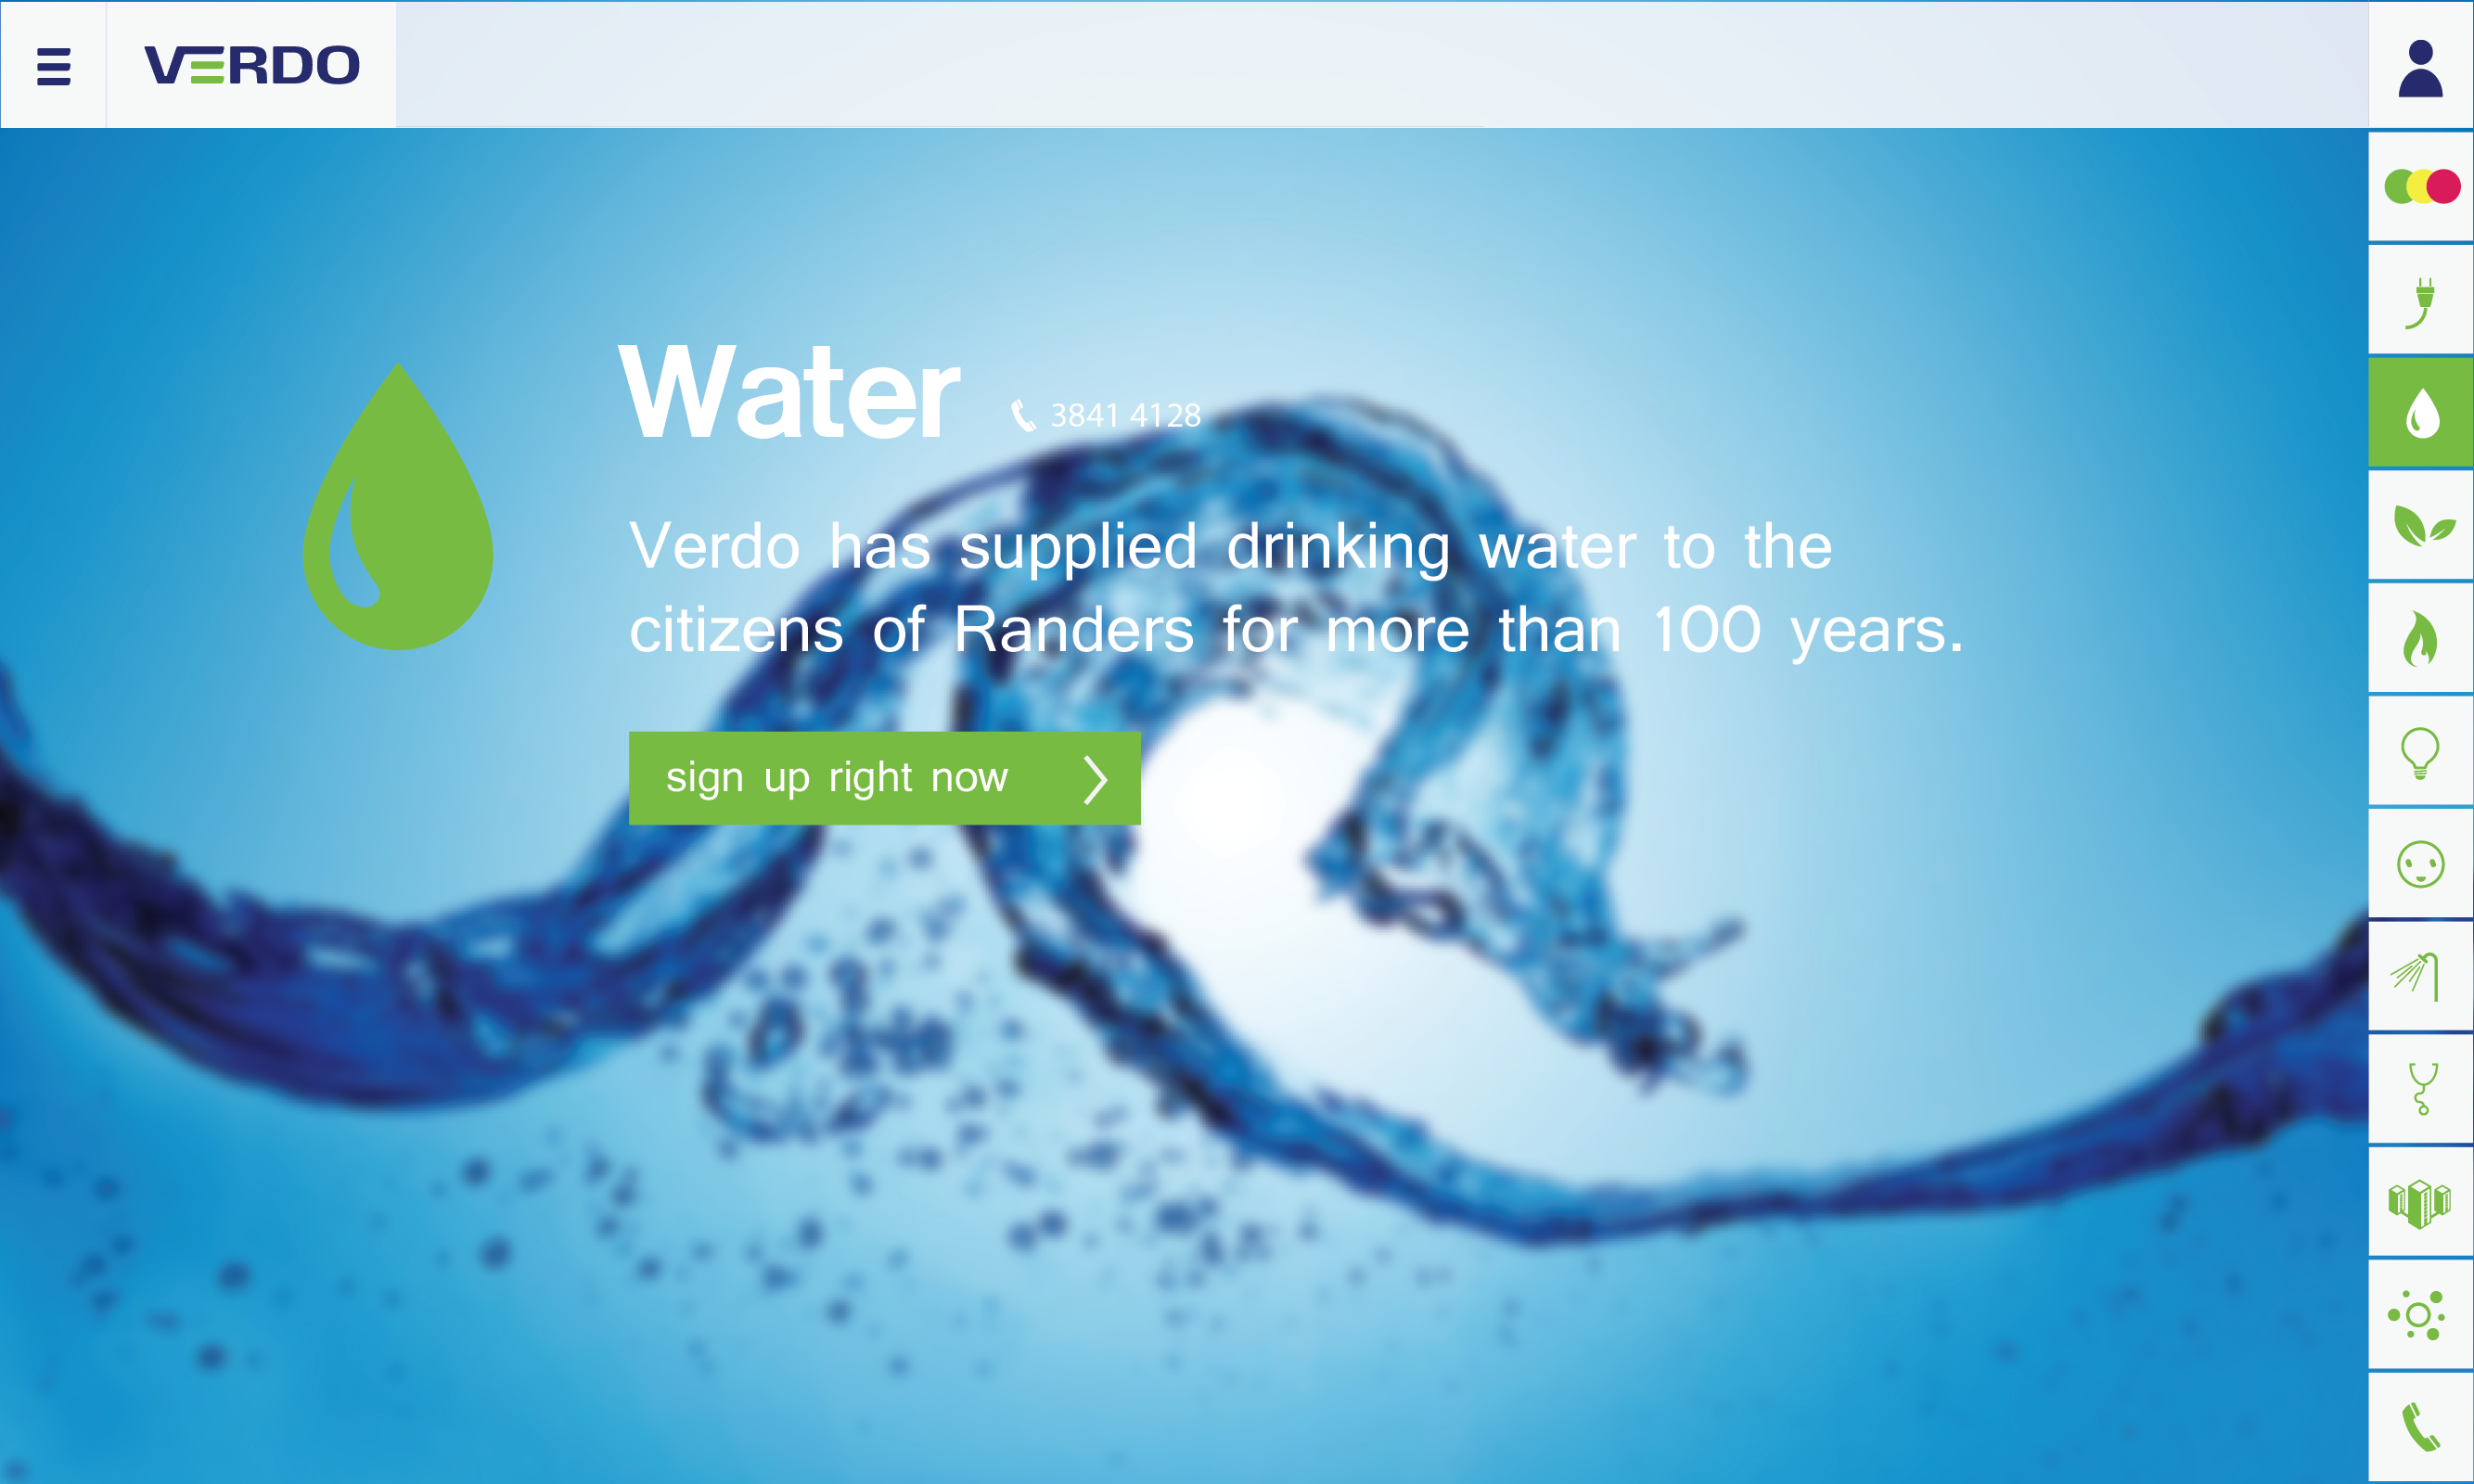 VERDO
Water
3841 4128
Verdo has supplied drinking water to the
citizens of Randers for more than 100 years.
sign up right now